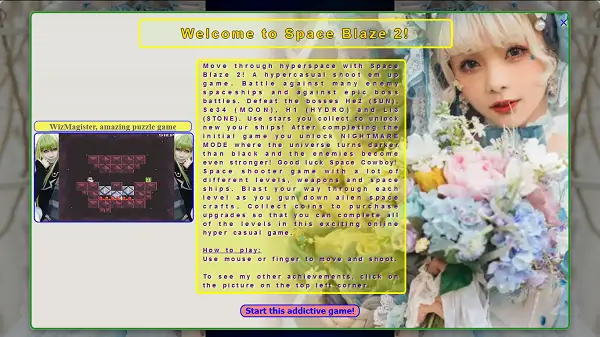 Welcome to Space Blaze 2!
Move through hyperspace with Space
Blaze 2! A hypercasual shoot em up
game. Battle against many enemy
spaceships and against epic boss
battles. Defeat the bosses He2 (SUN),
Se34 (MOON), H1 (HYDRO) and Li3
(STONE). Use stars you collect to unlock
new your ships! After completing the
initial game you unlock NIGHTMARE
MODE where the universe turns darker
than black and the enemies become
even stronger! Good luck Space Cowboy!
Space shooter game with a lot of
different levels, weapons and space
ships. Blast your way through each
level as you gun down alien space
crafts. Collect coins to purchase
upgrades so that you can complete all
of the levels in this exciting online
hyper casual game.
How to play:
Use mouse or finger to move and shoot.
To see my other achievements, click on
the picture on the top left corner.
WizMagister, amazing puzzle game
Start this addictive game!